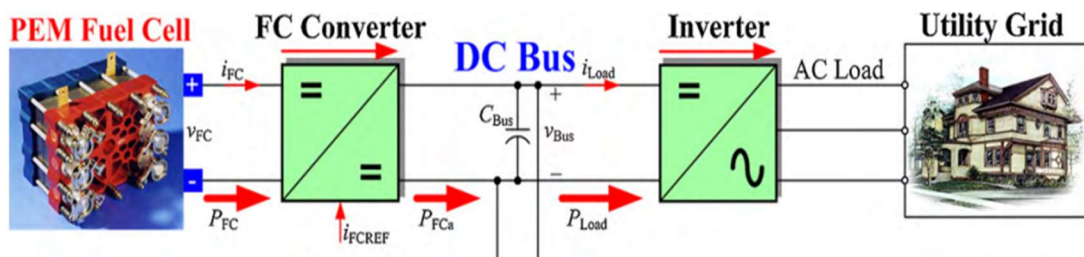 PEM Fuel Cell
FC Converter
DC Bus
Inverter
Utility Grid
+
iFC
=
=
iLoad
=
AC Load
vFC
CBus
+
vBus
−
-
PFC
iFCREF
PFCa
PLoad